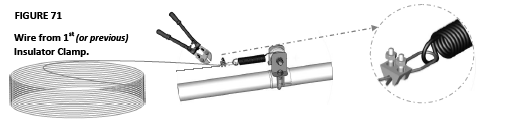 FIGURE 71
Wire from 1st (or previous)
Insulator Clamp.